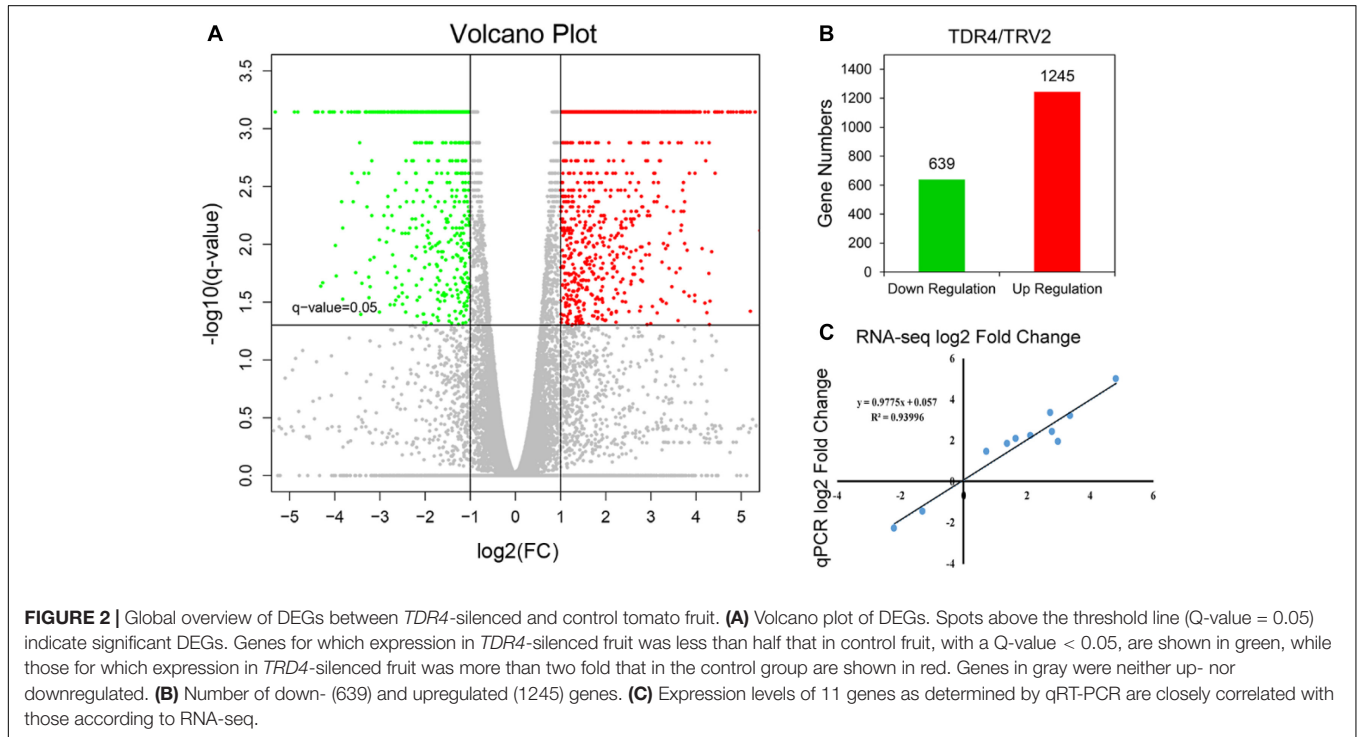 A
Volcano Plot
3.5
3.0
2.5
2.0
1.5
1.0
0.5
0.0
-log10(q-value)
q-value=0.05
−5 −4 −3 −2 −1 0 1 2 3 4 5
log2(FC)
B
TDR4/TRV2
1400
1200
1000
800
600
400
200
0
Gene Numbers
639
1245
Down Regulation Up Regulation
C
RNA-seq log2 Fold Change
6
4
2
0
-2
-4
-4 -2 0 2 4 6
qPCR log2 Fold Change
y = 0.9775x + 0.057
R² = 0.93996
FIGURE 2 | Global overview of DEGs between TDR4-silenced and control tomato fruit. (A) Volcano plot of DEGs. Spots above the threshold line (Q-value = 0.05)
indicate significant DEGs. Genes for which expression in TDR4-silenced fruit was less than half that in control fruit, with a Q-value < 0.05, are shown in green, while
those for which expression in TRD4-silenced fruit was more than two fold that in the control group are shown in red. Genes in gray were neither up- nor
downregulated. (B) Number of down- (639) and upregulated (1245) genes. (C) Expression levels of 11 genes as determined by qRT-PCR are closely correlated with
those according to RNA-seq.